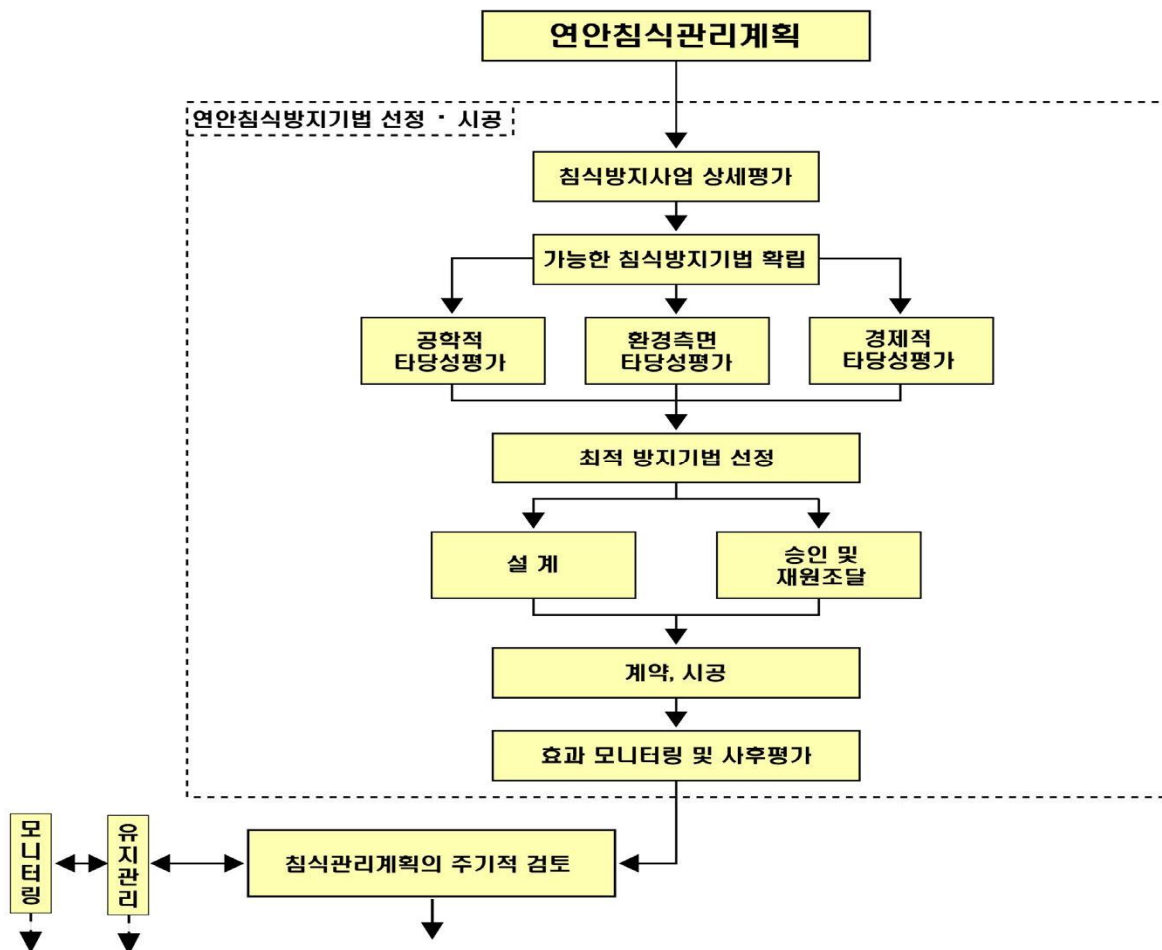 연안침식관리계획
연안침식방지기법 선정 · 시공
침식방지사업 상세평가
가능한 침식방지기법 확립
공학적
타당성평가
환경측면
타당성평가
경제적
타당성평가
최적 방지기법 선정
설 계
승인 및
재원조달
계약, 시공
효과 모니터링 및 사후평가
모니터링
유지관리
침식관리계획의 주기적 검토